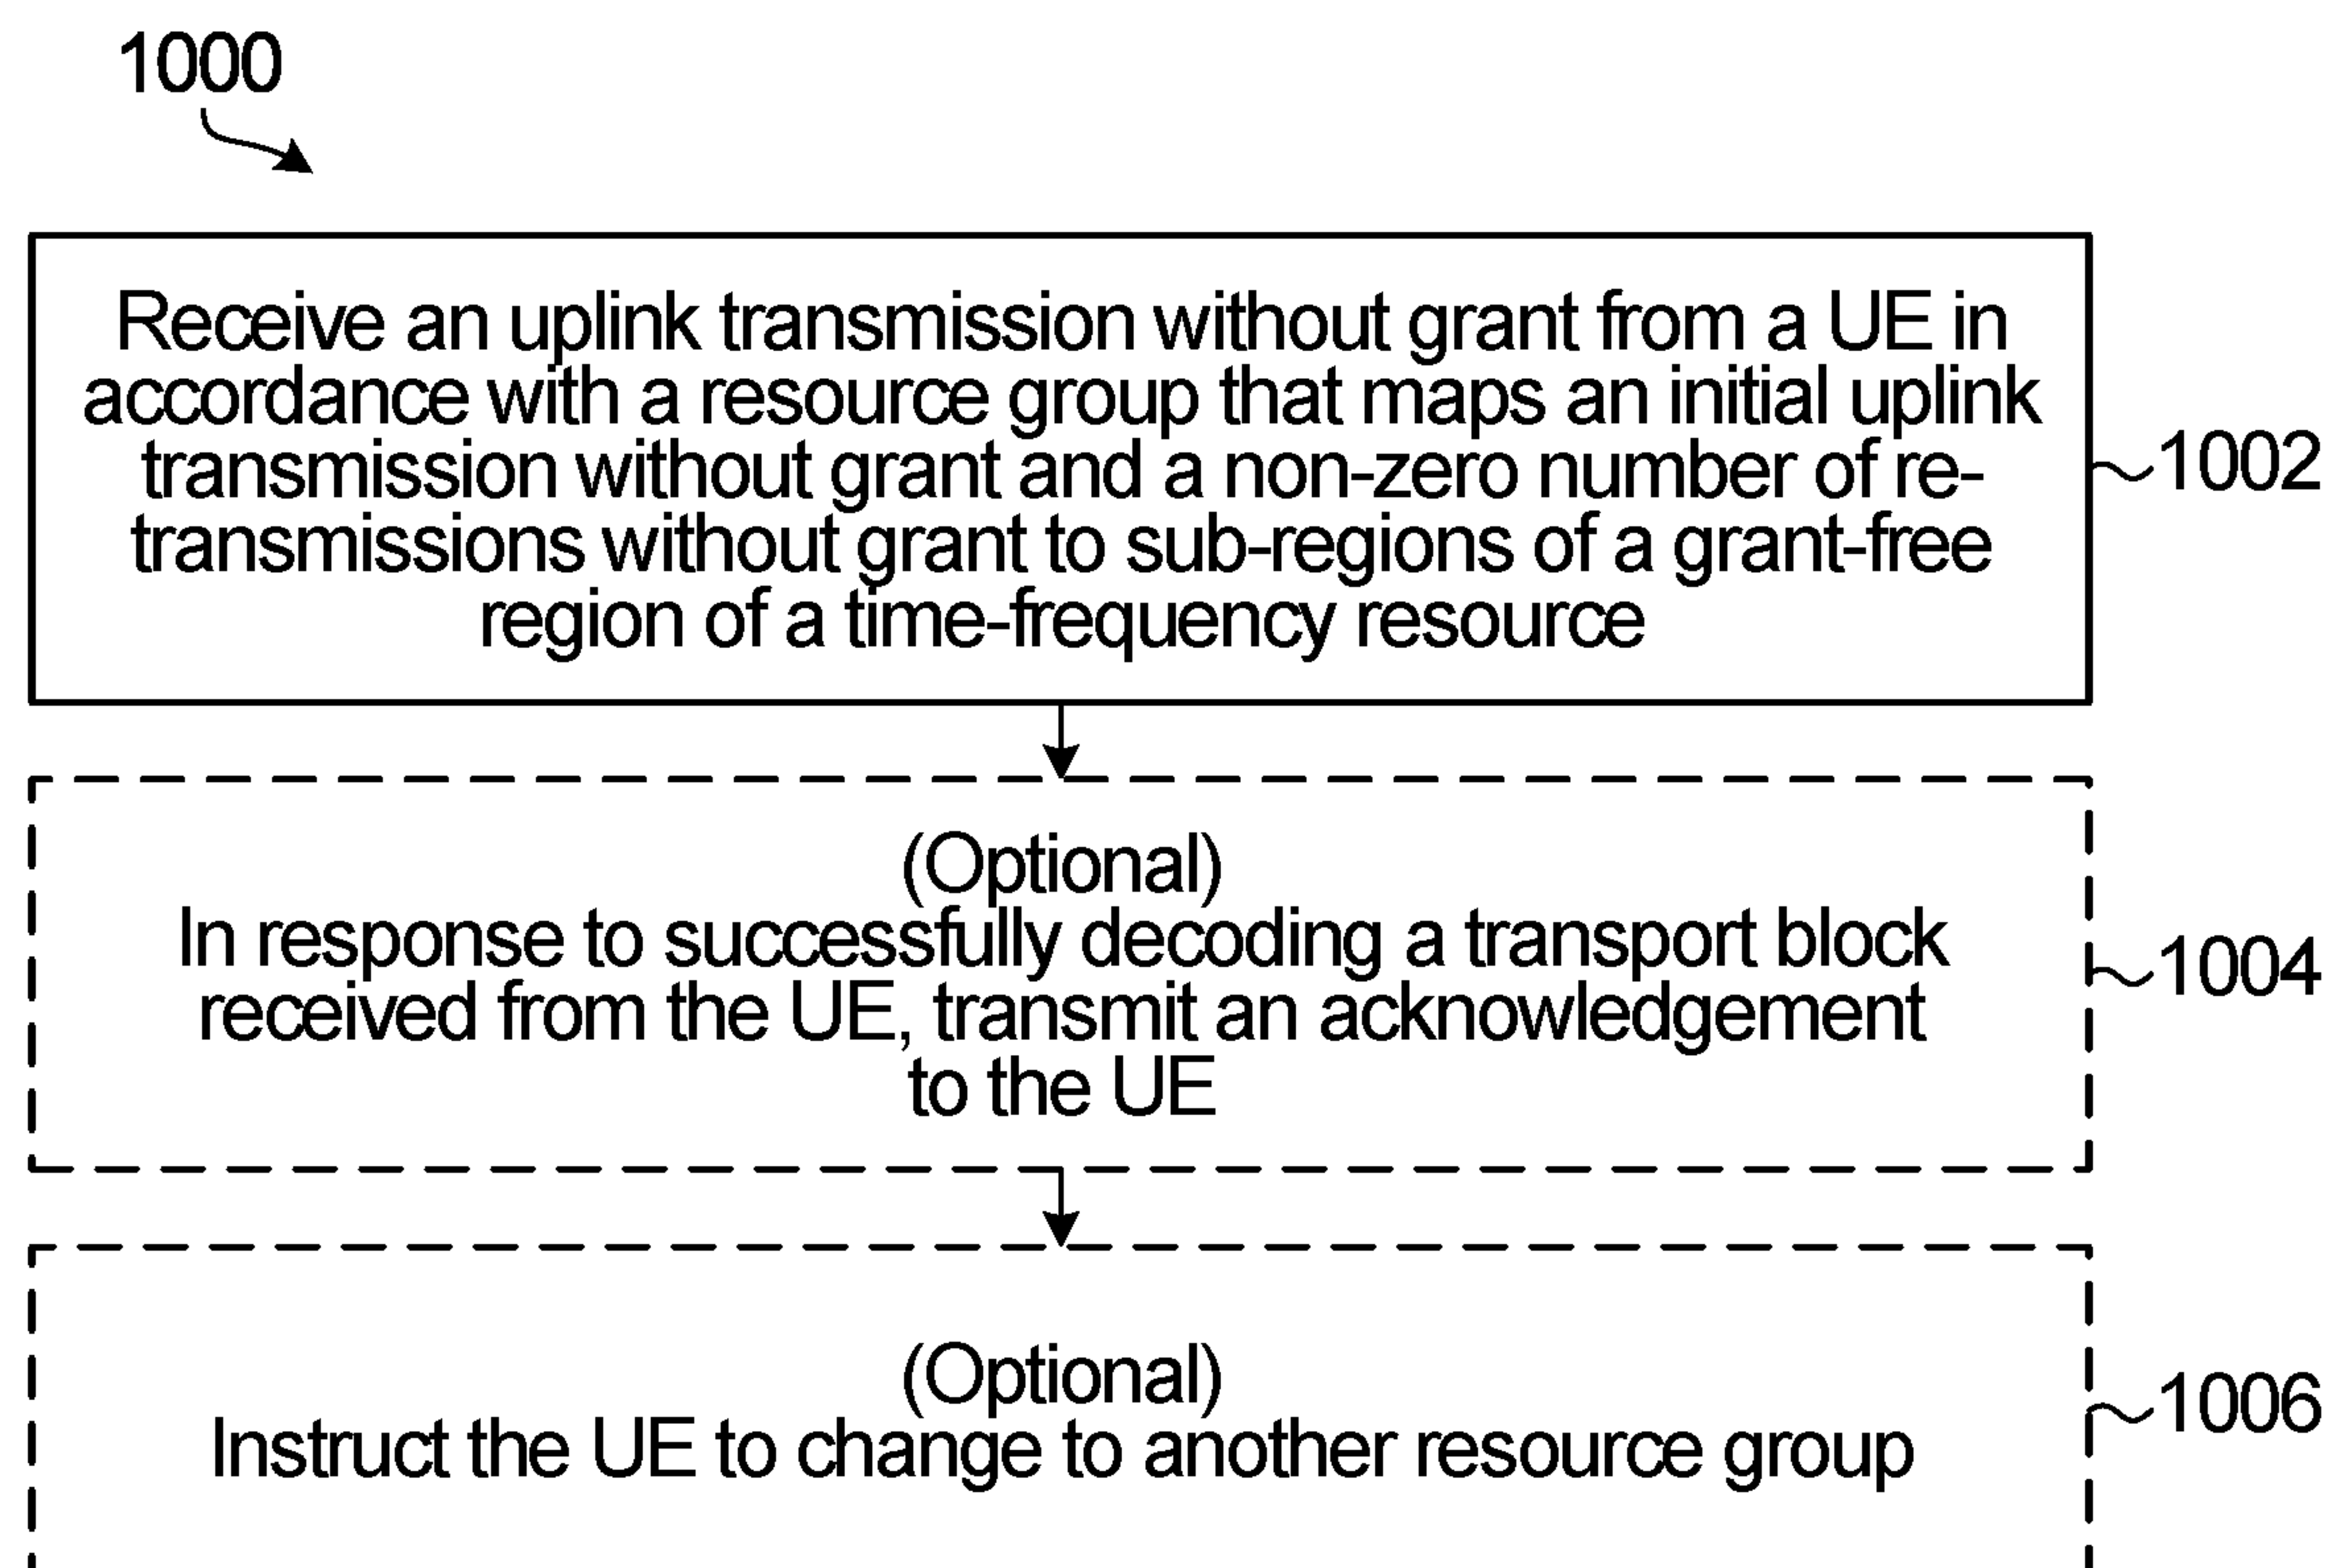 1000
Receive an uplink transmission without grant from a UE in
accordance with a resource group that maps an initial uplink
transmission without grant and a non-zero number of re-
transmissions without grant to sub-regions of a grant-free
region of a time-frequency resource
1002
(Optional)
In response to successfully decoding a transport block
received from the UE, transmit an acknowledgement
to the UE
1004
(Optional)
Instruct the UE to change to another resource group
1006